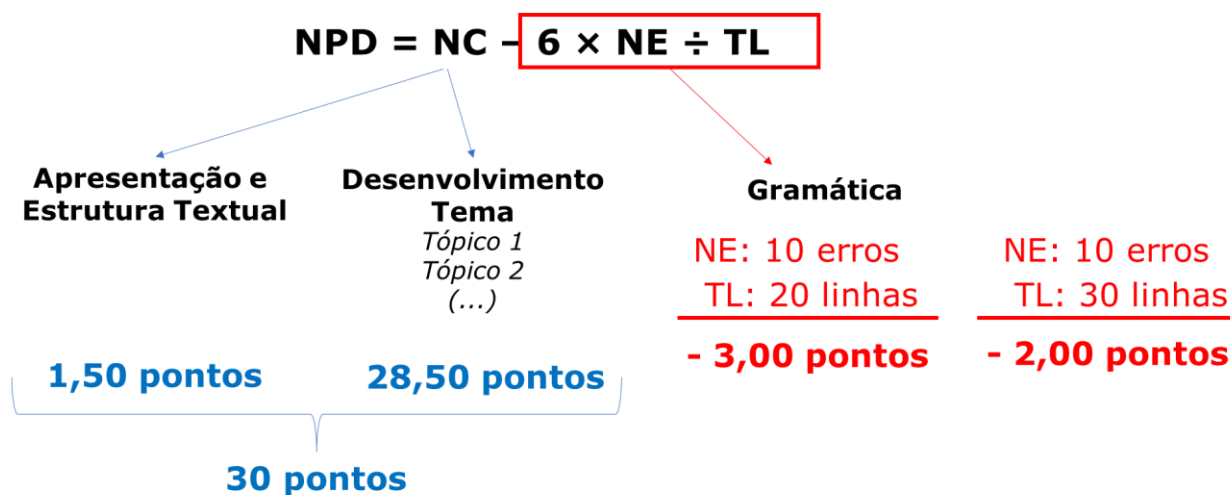 NPD = NC – 6 × NE ÷ TL
Apresentação e
Estrutura Textual
1,50 pontos
Desenvolvimento
Tema
Tópico 1
Tópico 2
(...)
28,50 pontos
30 pontos
Gramática
NE: 10 erros
TL: 20 linhas
- 3,00 pontos
NE: 10 erros
TL: 30 linhas
- 2,00 pontos